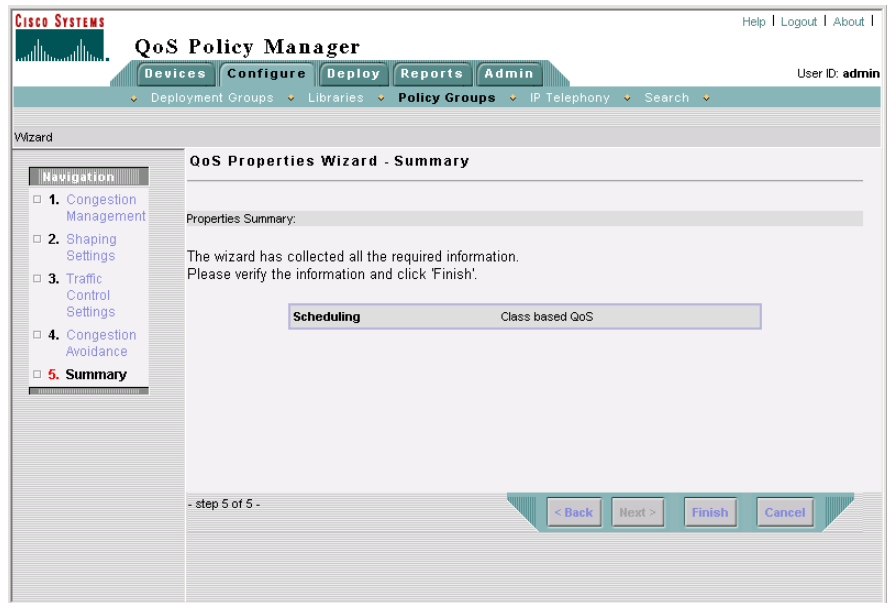 CISCO SYSTEMS
Help | Logout | About |
QoS Policy Manager
Devices Configure Deploy Reports Admin
User ID: admin
Deployment Groups Libraries Policy Groups IP Telephony Search
Wizard
Navigation
1. Congestion
Management
2. Shaping
Settings
3. Traffic
Control
Settings
4. Congestion
Avoidance
5. Summary
QoS Properties Wizard - Summary
Properties Summary:
The wizard has collected all the required information.
Please verify the information and click 'Finish'.
Scheduling Class based QoS
- step 5 of 5 -
< Back Next > Finish Cancel